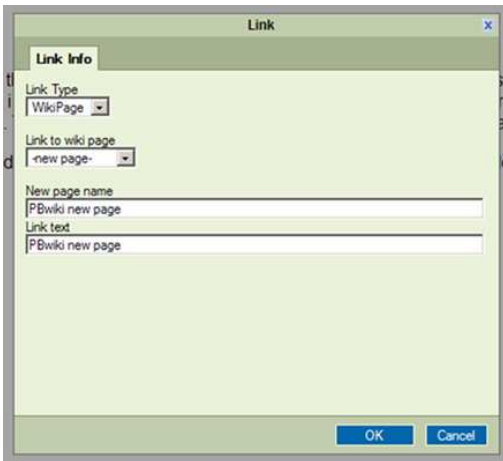 Link
x
Link Info
Link Type
WikiPage
Link to wiki page
-new page-
New page name
PBwiki new page
Link text
PBwiki new page
OK Cancel